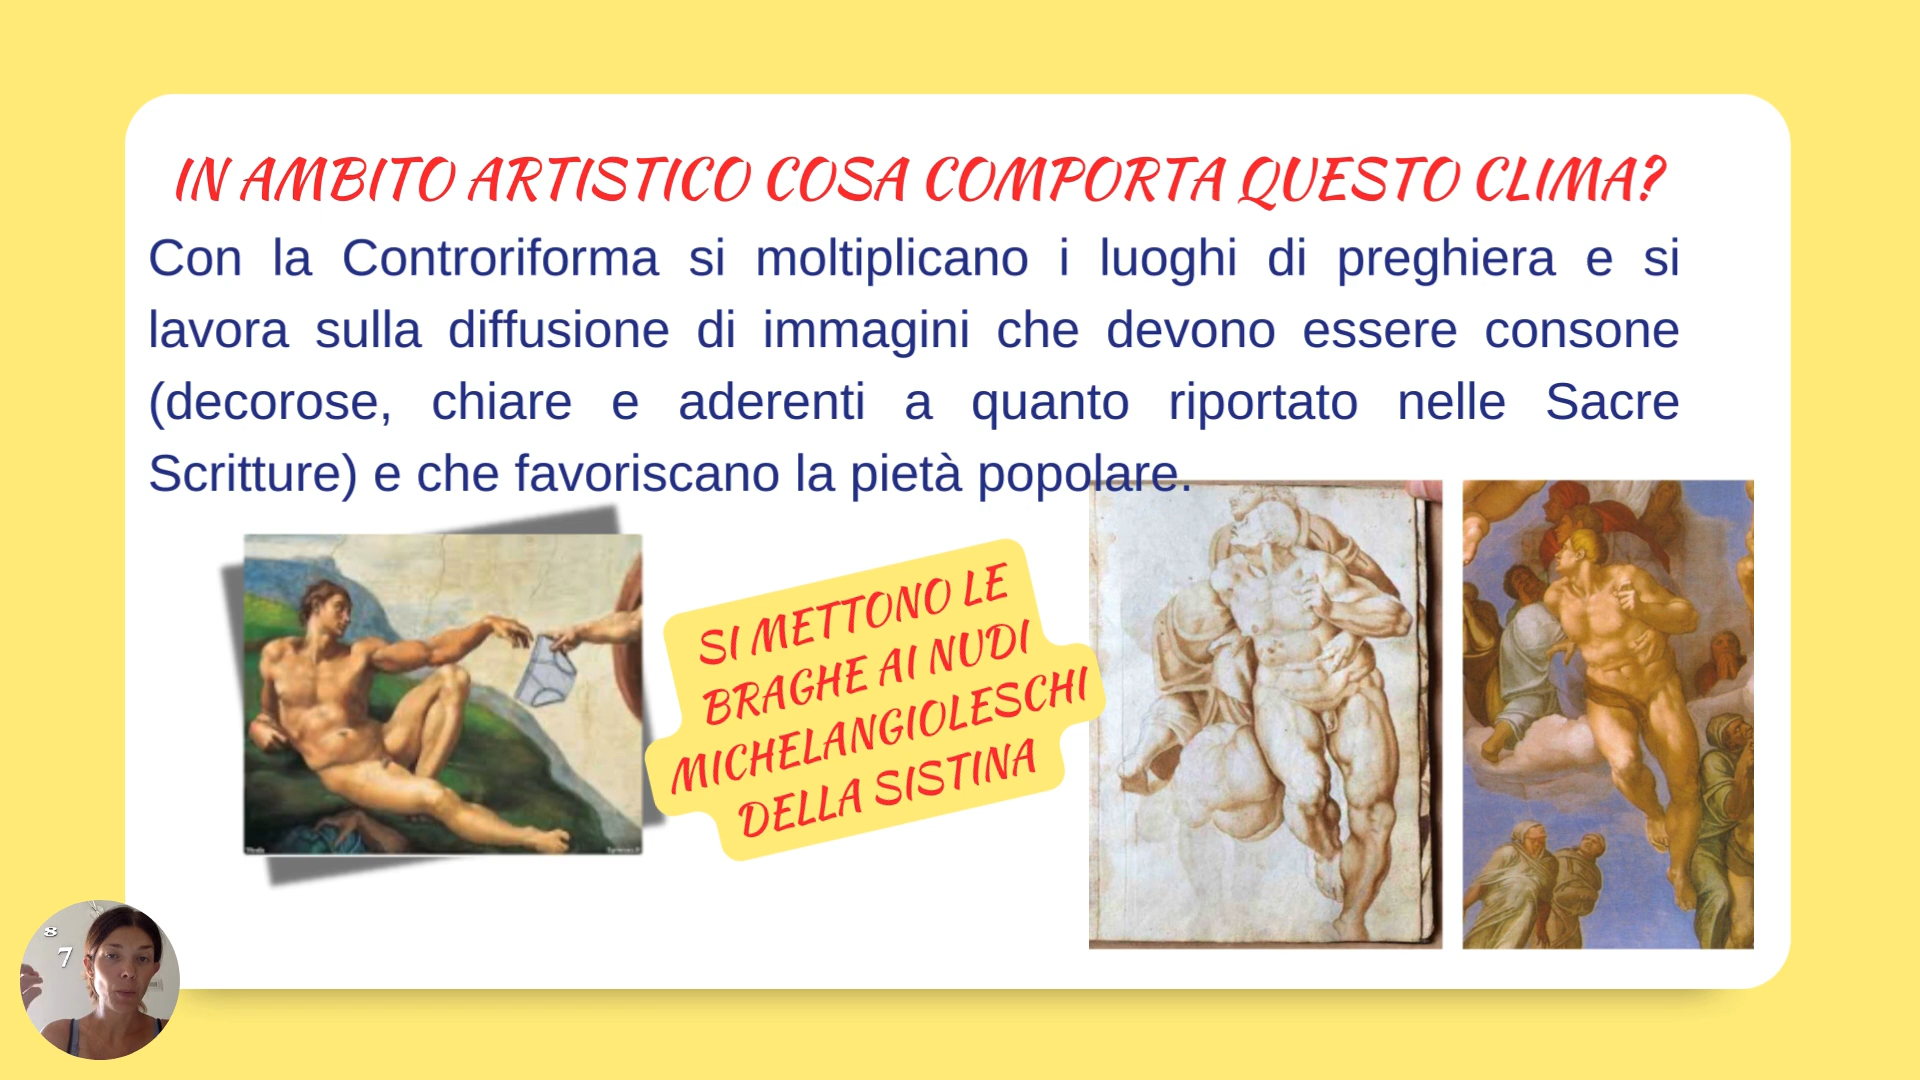 IN AMBITO ARTISTICO COSA COMPORTA QUESTO CLIMA?
Con la Controriforma si moltiplicano i luoghi di preghiera e si
lavora sulla diffusione di immagini che devono essere consone
(decorose, chiare e aderenti a quanto riportato nelle Sacre
Scritture) e che favoriscano la pietà popolare.
SI METTONO LE
BRAGHE AI NUDI
MICHELANGIOLESCHI
DELLA SISTINA
8
7